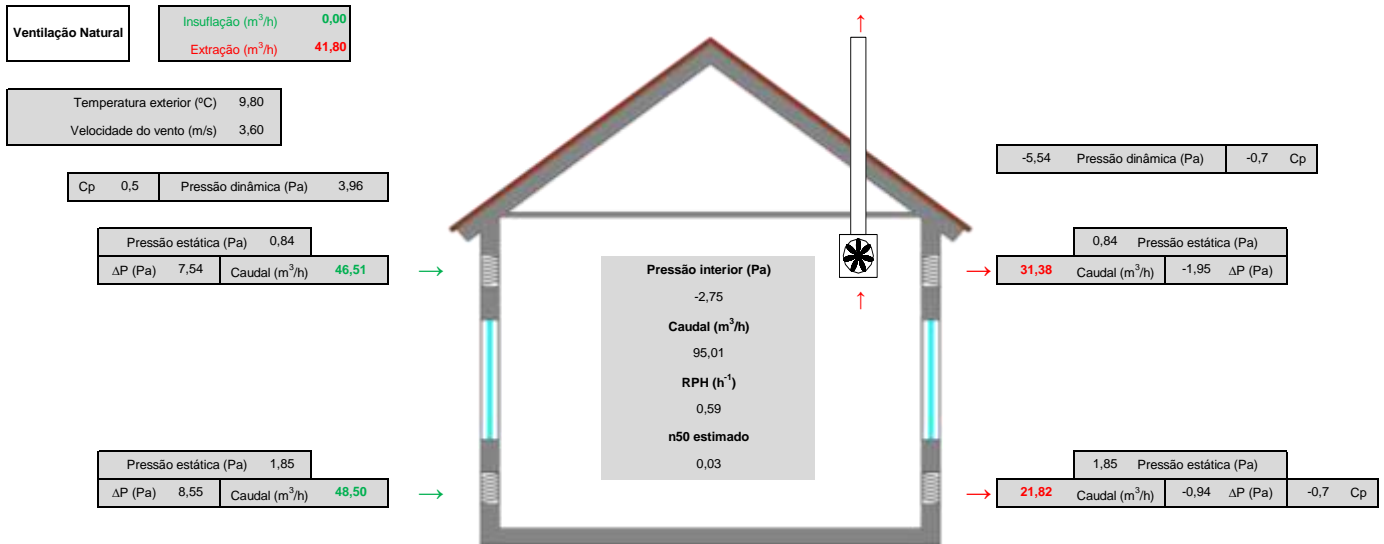 Ventilação Natural
Insuflação (m³/h) 0,00
Extração (m³/h) 41,80
Temperatura exterior (ºC) 9,80
Velocidade do vento (m/s) 3,60
Cp 0,5 Pressão dinâmica (Pa) 3,96
-5,54 Pressão dinâmica (Pa) -0,7 Cp
Pressão estática (Pa) 0,84
ΔP (Pa) 7,54 Caudal (m³/h) 46,51 →
0,84 Pressão estática (Pa)
→ 31,38 Caudal (m³/h) -1,95 ΔP (Pa)
Pressão interior (Pa)
-2,75
Caudal (m³/h)
95,01
RPH (h⁻¹)
0,59
n50 estimado
0,03
Pressão estática (Pa) 1,85
ΔP (Pa) 8,55 Caudal (m³/h) 48,50 →
1,85 Pressão estática (Pa)
→ 21,82 Caudal (m³/h) -0,94 ΔP (Pa) -0,7 Cp